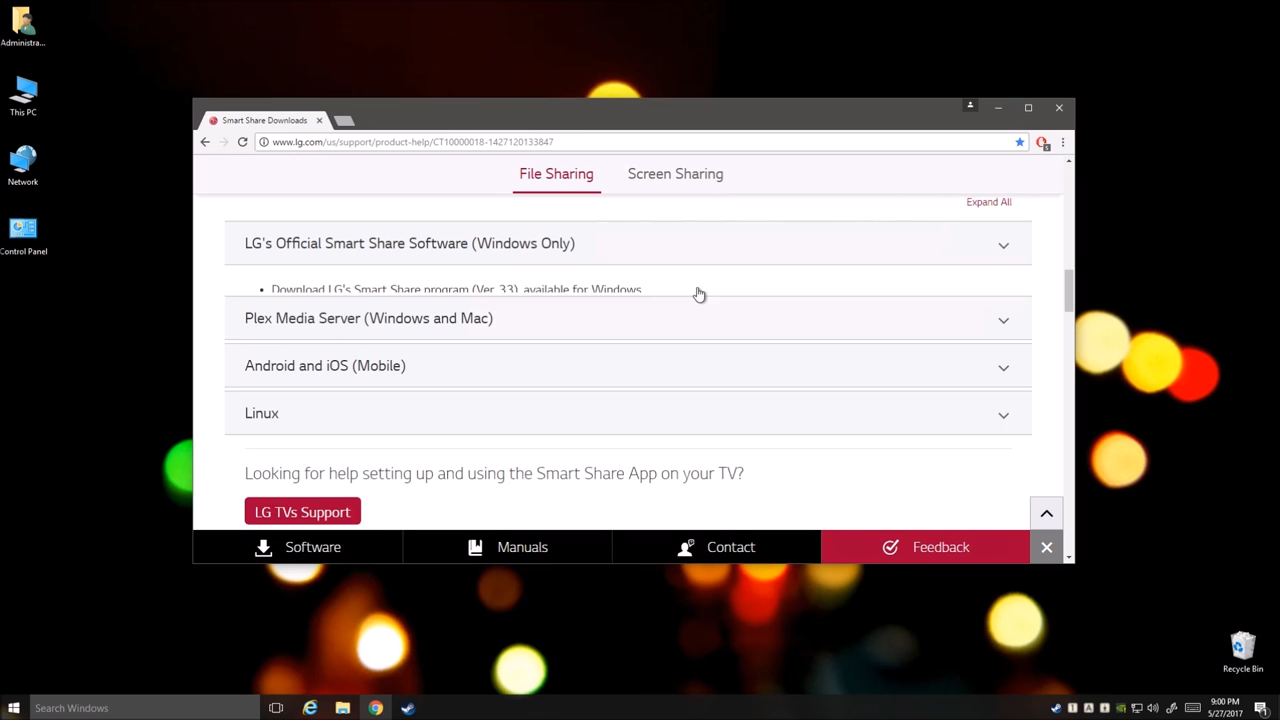 Administra...
This PC
Network
Control Panel
Smart Share Downloads
www.lg.com/us/support/product-help/CT10000018-1427120133847
File Sharing
Screen Sharing
Expand All
LG's Official Smart Share Software (Windows Only)
• Download LG's Smart Share program (Ver. 33), available for Windows
Plex Media Server (Windows and Mac)
Android and iOS (Mobile)
Linux
Looking for help setting up and using the Smart Share App on your TV?
LG TVs Support
Software
Manuals
Contact
Feedback
Recycle Bin
Search Windows
9:00 PM
5/27/2017